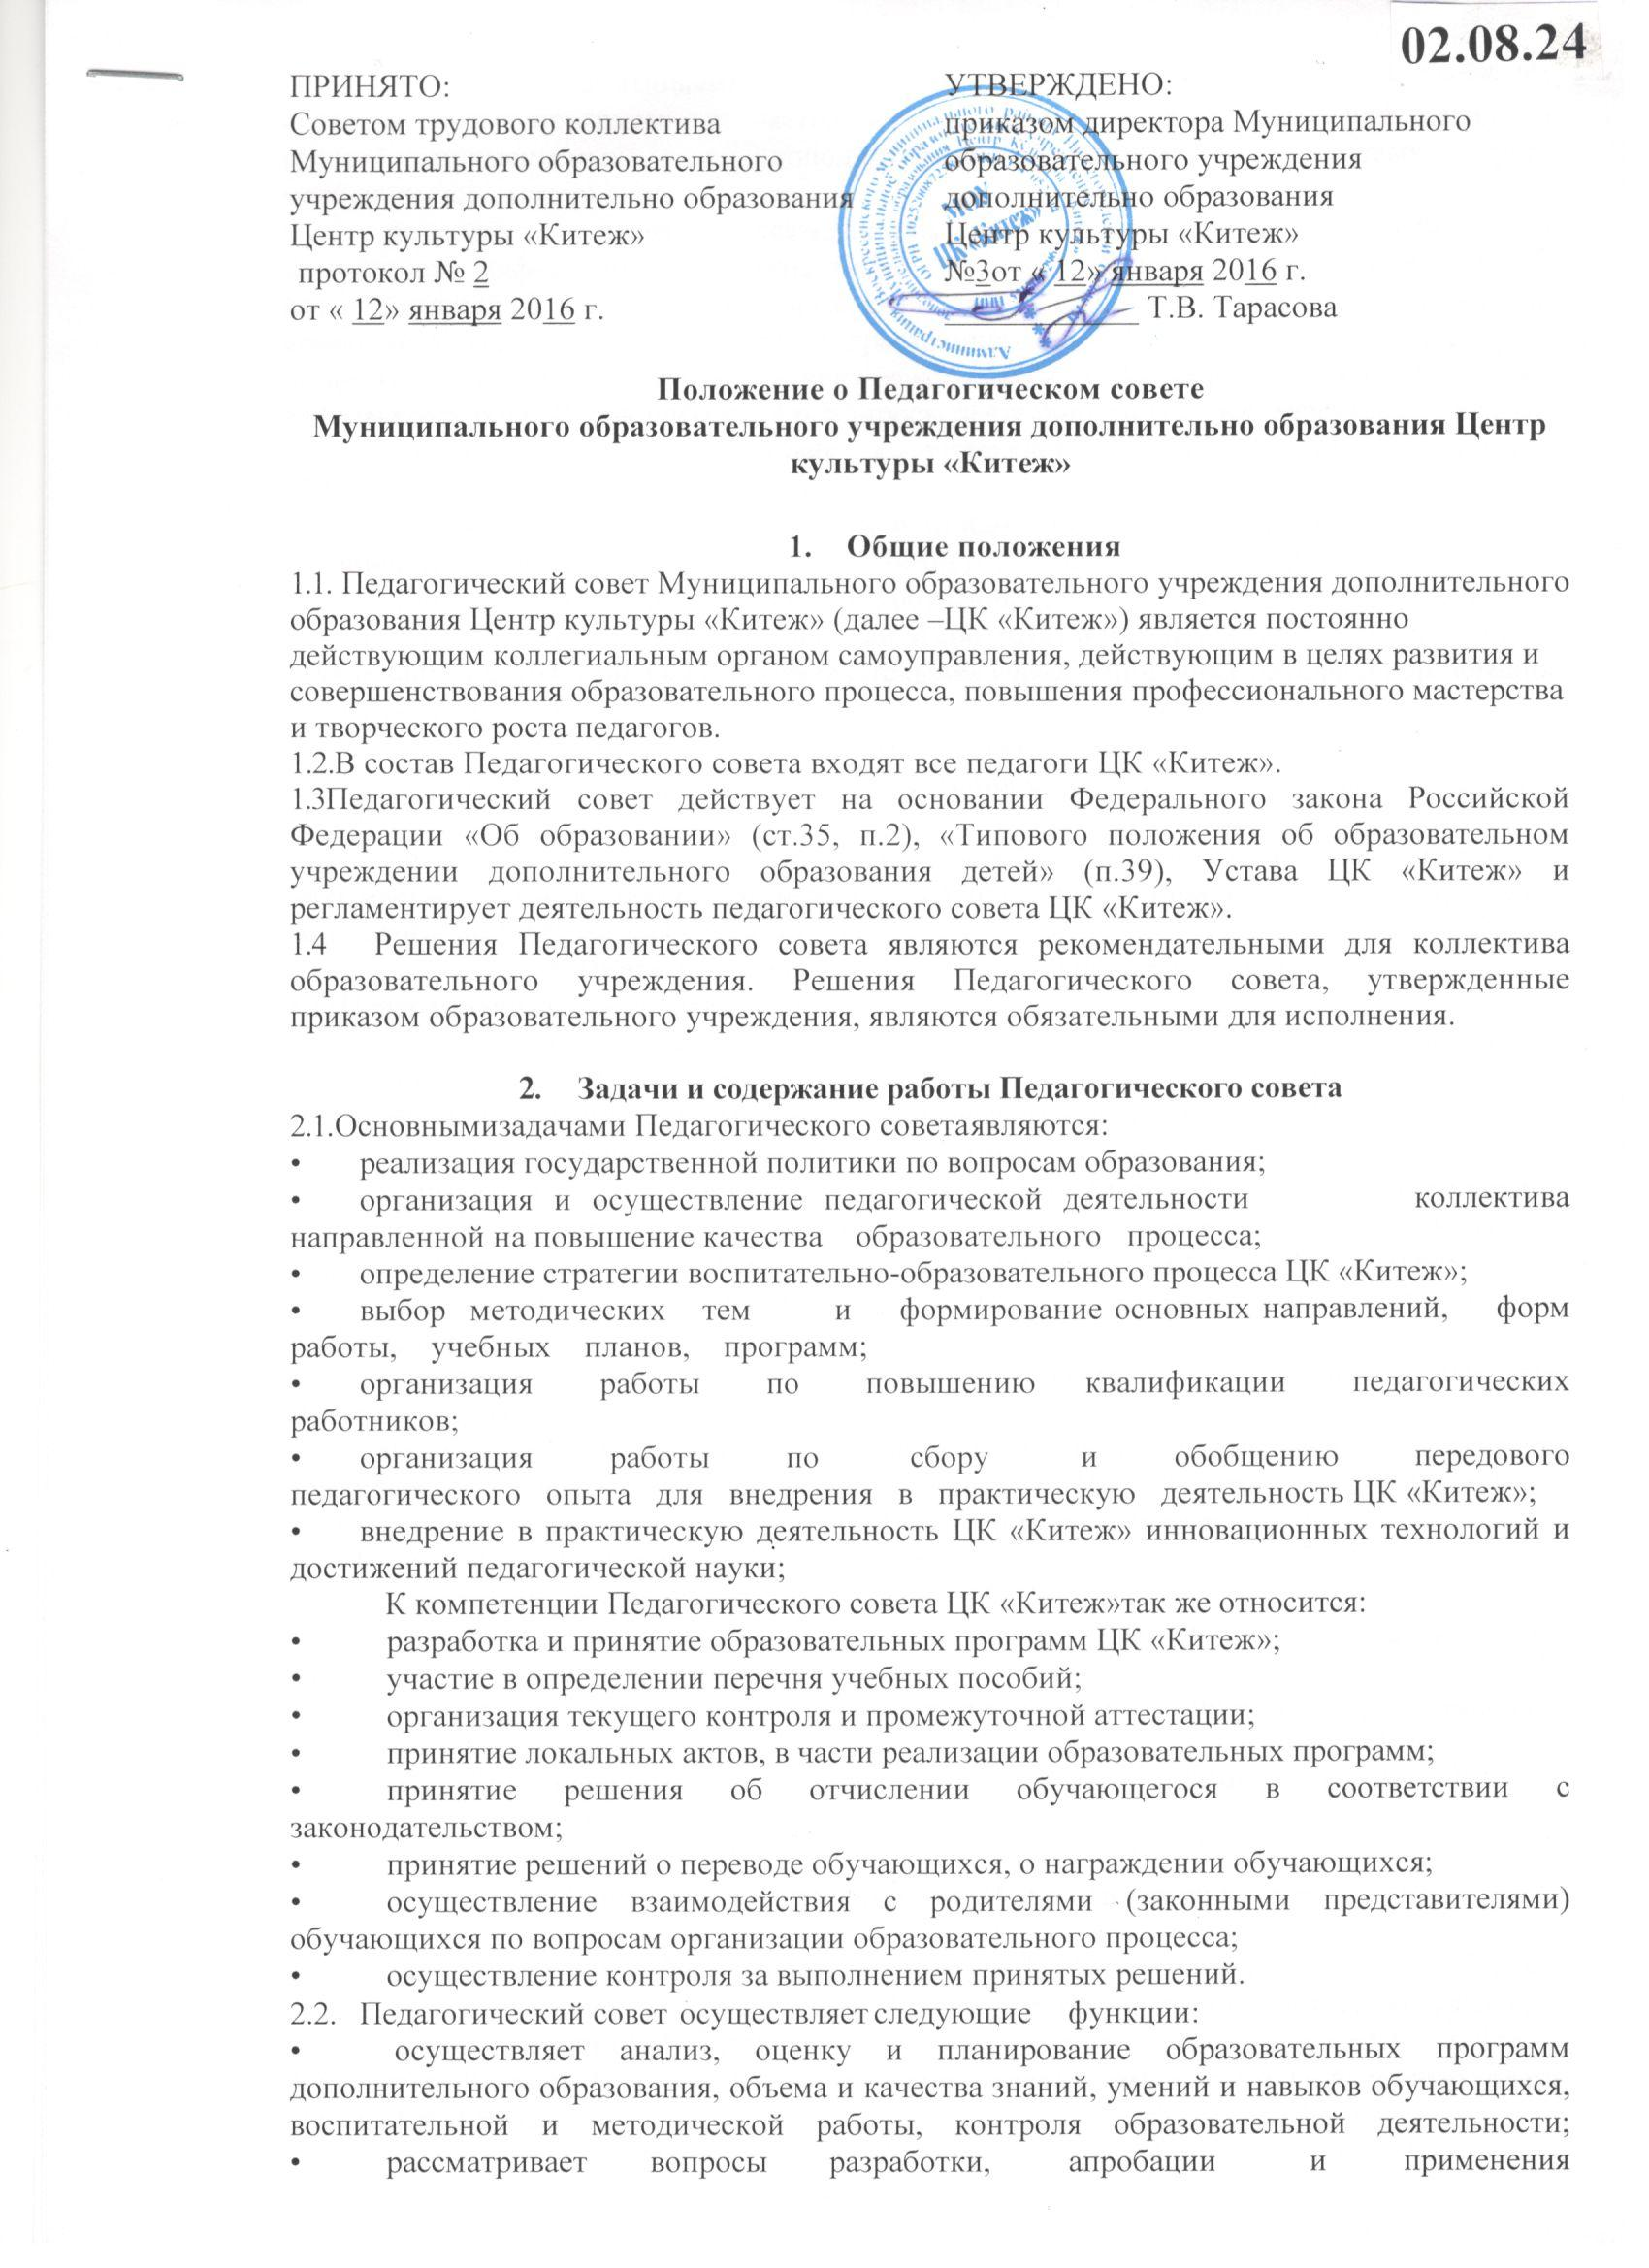 02.08.24
ПРИНЯТО:
Советом трудового коллектива
Муниципального образовательного
учреждения дополнительно образования
Центр культуры «Китеж»
протокол № 2
от « 12» января 2016 г.
УТВЕРЖДЕНО:
приказом директора Муниципального
образовательного учреждения
дополнительно образования
Центр культуры «Китеж»
№3от « 12» января 2016 г.
Т.В. Тарасова
МОУ
ЦК «Китеж»
Положение о Педагогическом совете
Муниципального образовательного учреждения дополнительно образования Центр
культуры «Китеж»
1. Общие положения
1.1. Педагогический совет Муниципального образовательного учреждения дополнительного
образования Центр культуры «Китеж» (далее –ЦК «Китеж») является постоянно
действующим коллегиальным органом самоуправления, действующим в целях развития и
совершенствования образовательного процесса, повышения профессионального мастерства
и творческого роста педагогов.
1.2.В состав Педагогического совета входят все педагоги ЦК «Китеж».
1.3Педагогический совет действует на основании Федерального закона Российской
Федерации «Об образовании» (ст.35, п.2), «Типового положения об образовательном
учреждении дополнительного образования детей» (п.39), Устава ЦК «Китеж» и
регламентирует деятельность педагогического совета ЦК «Китеж».
1.4 Решения Педагогического совета являются рекомендательными для коллектива
образовательного учреждения. Решения Педагогического совета, утвержденные
приказом образовательного учреждения, являются обязательными для исполнения.
2. Задачи и содержание работы Педагогического совета
2.1.Основнымизадачами Педагогического советаявляются:
• реализация государственной политики по вопросам образования;
• организация и осуществление педагогической деятельности коллектива
направленной на повышение качества образовательного процесса;
• определение стратегии воспитательно-образовательного процесса ЦК «Китеж»;
• выбор методических тем и формирование основных направлений, форм
работы, учебных планов, программ;
• организация работы по повышению квалификации педагогических
работников;
• организация работы по сбору и обобщению передового
педагогического опыта для внедрения в практическую деятельность ЦК «Китеж»;
• внедрение в практическую деятельность ЦК «Китеж» инновационных технологий и
достижений педагогической науки;
К компетенции Педагогического совета ЦК «Китеж»так же относится:
• разработка и принятие образовательных программ ЦК «Китеж»;
• участие в определении перечня учебных пособий;
• организация текущего контроля и промежуточной аттестации;
• принятие локальных актов, в части реализации образовательных программ;
• принятие решения об отчислении обучающегося в соответствии с
законодательством;
• принятие решений о переводе обучающихся, о награждении обучающихся;
• осуществление взаимодействия с родителями (законными представителями)
обучающихся по вопросам организации образовательного процесса;
• осуществление контроля за выполнением принятых решений.
2.2. Педагогический совет осуществляет следующие функции:
• осуществляет анализ, оценку и планирование образовательных программ
дополнительного образования, объема и качества знаний, умений и навыков обучающихся,
воспитательной и методической работы, контроля образовательной деятельности;
• рассматривает вопросы разработки, апробации и применения